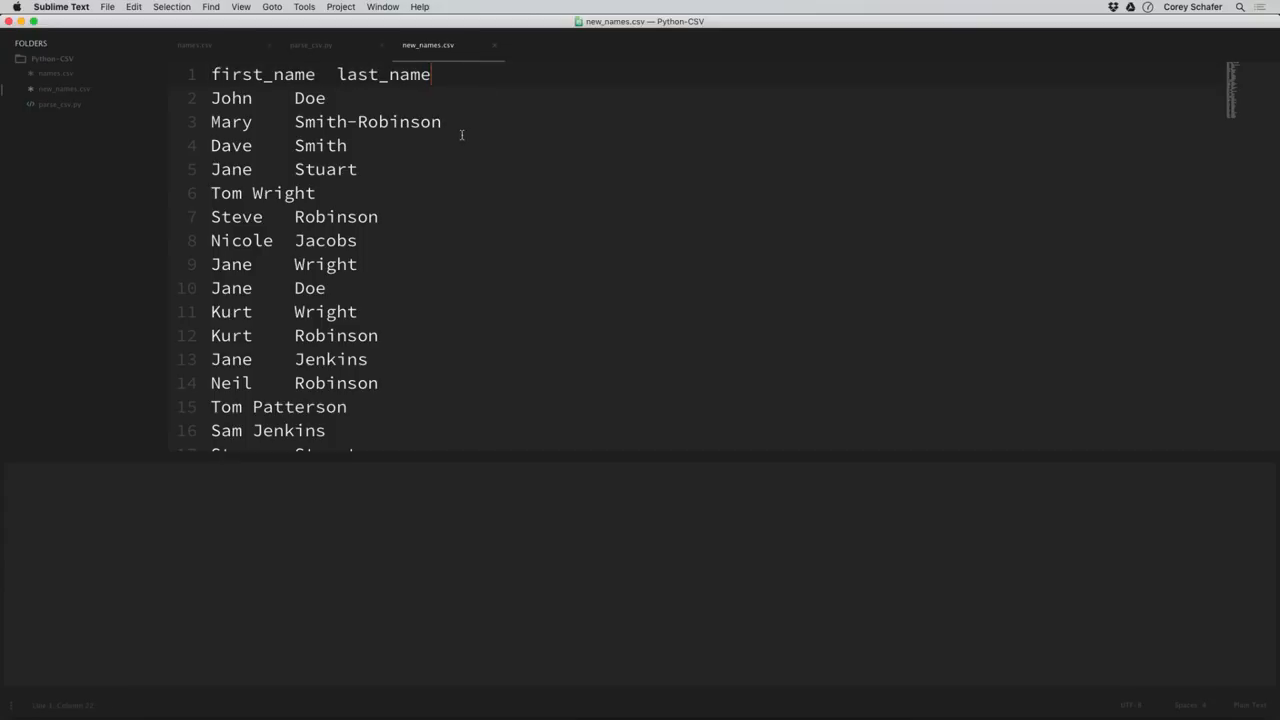 Sublime Text File Edit Selection Find View Goto Tools Project Window Help Corey Schafer
new_names.csv — Python-CSV
FOLDERS
Python-CSV
names.csv
new_names.csv
parse_csv.py
names.csv parse_csv.py new_names.csv
1 first_name last_name
2 John Doe
3 Mary Smith-Robinson
4 Dave Smith
5 Jane Stuart
6 Tom Wright
7 Steve Robinson
8 Nicole Jacobs
9 Jane Wright
10 Jane Doe
11 Kurt Wright
12 Kurt Robinson
13 Jane Jenkins
14 Neil Robinson
15 Tom Patterson
16 Sam Jenkins
Line 1, Column 22 UTF-8 Spaces: 4 Plain Text